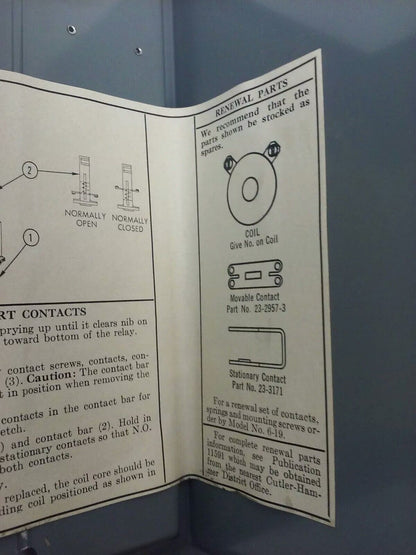 2
1
NORMALLY
OPEN
NORMALLY
CLOSED
RT CONTACTS
prying up until it clears nib on
toward bottom of the relay.
contact screws, contacts, con-
(3). Caution: The contact bar
t in position when removing the
contacts in the contact bar for
etch.
) and contact bar (2). Hold in
stationary contacts so that N.O.
both contacts.
y.
replaced, the coil core should be
ding coil positioned as shown in
RENEWAL PARTS
We recommend that the
parts shown be stocked as
spares.
COIL
Give No. on Coil
Movable Contact
Part No. 23-2957-3
Stationary Contact
Part No. 23-3171
For a renewal set of contacts,
springs and mounting screws or-
der by Model No. 6-19.
For complete renewal parts
information, see Publication
11591 which may be obtained
from the nearest Cutler-Ham-
mer District Office.